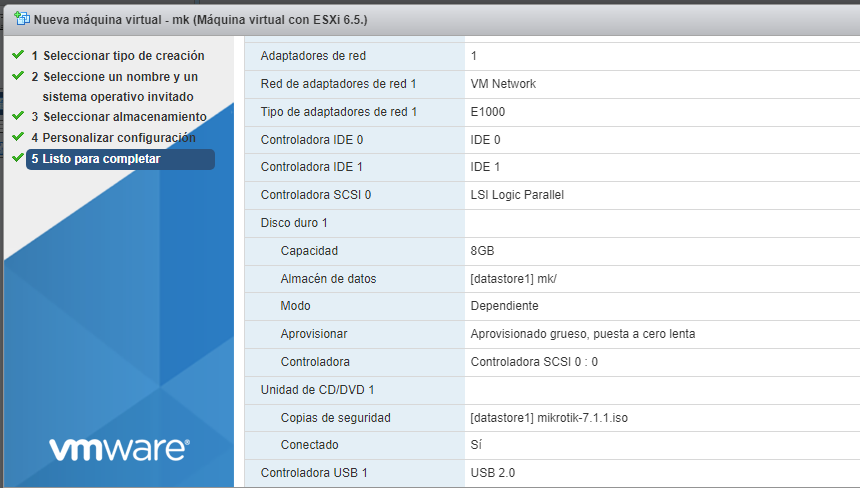 Nueva máquina virtual - mk (Máquina virtual con ESXi 6.5.)
1 Seleccionar tipo de creación
2 Seleccione un nombre y un
sistema operativo invitado
3 Seleccionar almacenamiento
4 Personalizar configuración
5 Listo para completar
Adaptadores de red 1
Red de adaptadores de red 1 VM Network
Tipo de adaptadores de red 1 E1000
Controladora IDE 0 IDE 0
Controladora IDE 1 IDE 1
Controladora SCSI 0 LSI Logic Parallel
Disco duro 1
Capacidad 8GB
Almacén de datos [datastore1] mk/
Modo Dependiente
Aprovisionar Aprovisionado grueso, puesta a cero lenta
Controladora Controladora SCSI 0 : 0
Unidad de CD/DVD 1
Copias de seguridad [datastore1] mikrotik-7.1.1.iso
Conectado Sí
Controladora USB 1 USB 2.0
vmware®